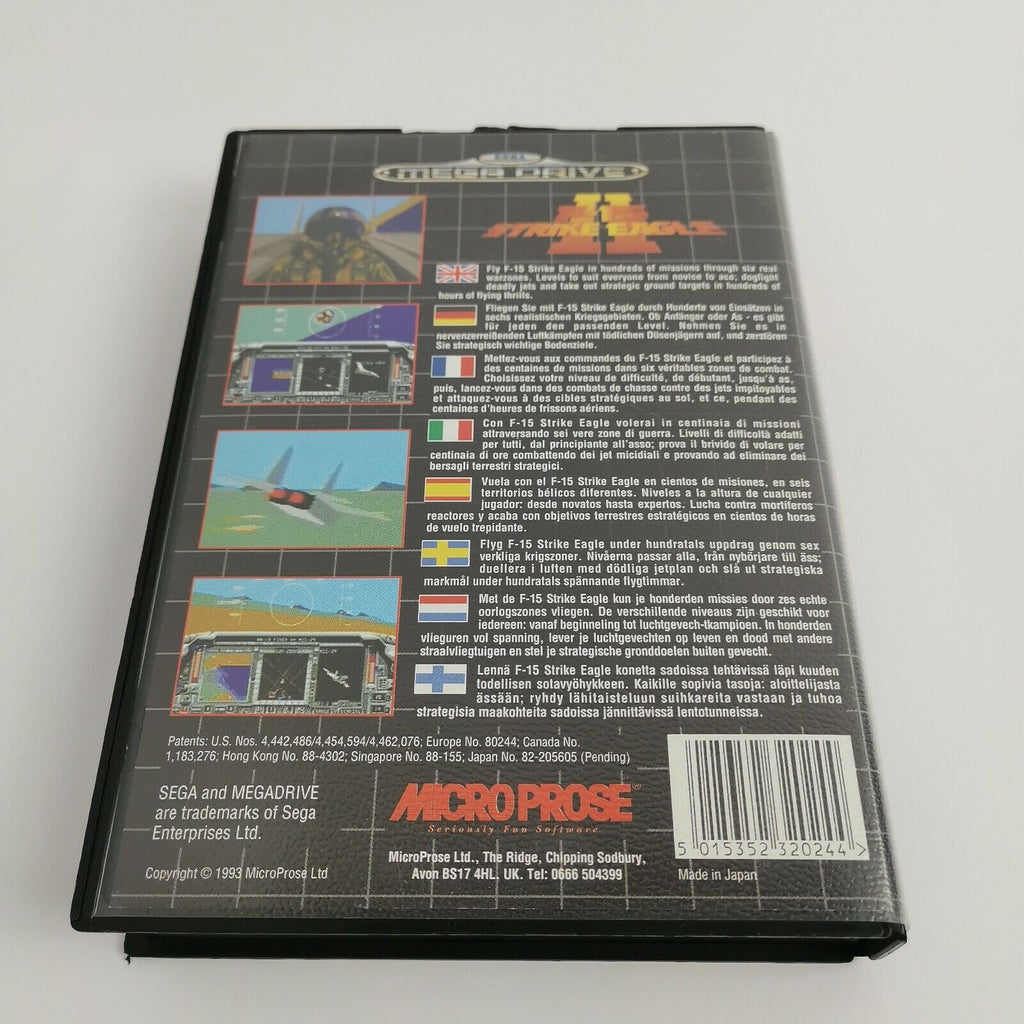 SEGA
MEGA DRIVE
F-15
II
STRIKE EAGLE
Fly F-15 Strike Eagle in hundreds of missions through six real
warzones. Levels to suit everyone from novice to ace; dogfight
deadly jets and take out strategic ground targets in hundreds of
hours of flying thrills.
Fliegen Sie mit F-15 Strike Eagle durch Hunderte von Einsätzen in
sechs realistischen Kriegsgebieten. Ob Anfänger oder As - es gibt
für jeden den passenden Level. Nehmen Sie es in
nervenzerreißenden Luftkämpfen mit tödlichen Düsenjägern auf, und zerstören
Sie strategisch wichtige Bodenziele.
Mettez-vous aux commandes du F-15 Strike Eagle et participez à
des centaines de missions dans six véritables zones de combat.
Choisissez votre niveau de difficulté, de débutant, jusqu'à as,
puis, lancez-vous dans des combats de chasse contre des jets impitoyables
et attaquez-vous à des cibles stratégiques au sol, et ce, pendant des
centaines d'heures de frissons aériens.
Con F-15 Strike Eagle volerai in centinaia di missioni
attraversando sei vere zone di guerra. Livelli di difficoltà adatti
per tutti, dal principiante all'asso; prova il brivido di volare per
centinaia di ore combattendo dei jet micidiali e provando ad eliminare dei
bersagli terrestri strategici.
Vuela con el F-15 Strike Eagle en cientos de misiones, en seis
territorios bélicos diferentes. Niveles a la altura de cualquier
jugador: desde novatos hasta expertos. Lucha contra mortíferos
reactores y acaba con objetivos terrestres estratégicos en cientos de horas
de vuelo trepidante.
Flyg F-15 Strike Eagle under hundratals uppdrag genom sex
verkliga krigszoner. Nivåerna passar alla, från nybörjare till äss;
duellera i luften med dödliga jetplan och slå ut strategiska
markmål under hundratals spännande flygtimmar.
Met de F-15 Strike Eagle kun je honderden missies door zes echte
oorlogszones vliegen. De verschillende niveaus zijn geschikt voor
iedereen: vanaf beginneling tot luchtgevech-tkampioen. In honderden
vlieguren vol spanning, lever je luchtgevechten op leven en dood met andere
straalvliegtuigen en stel je strategische gronddoelen buiten gevecht.
Lennä F-15 Strike Eagle konetta sadoissa tehtävissä läpi kuuden
todellisen sotavyöhykkeen. Kaikille sopivia tasoja: aloittelijasta
ässään; ryhdy lähitaisteluun suihkareita vastaan ja tuhoa
strategisia maakohteita sadoissa jännittävissä lentotunneissa.
Patents: U.S. Nos. 4,442,486/4,454,594/4,462,076; Europe No. 80244; Canada No.
1,183,276; Hong Kong No. 88-4302; Singapore No. 88-155; Japan No. 82-205605 (Pending)
SEGA and MEGADRIVE
are trademarks of Sega
Enterprises Ltd.
MICROPROSE
Seriously Fun Software
MicroProse Ltd., The Ridge, Chipping Sodbury,
Avon BS17 4HL. UK. Tel: 0666 504399
Copyright © 1993 MicroProse Ltd
5 015352 320244 >
Made in Japan